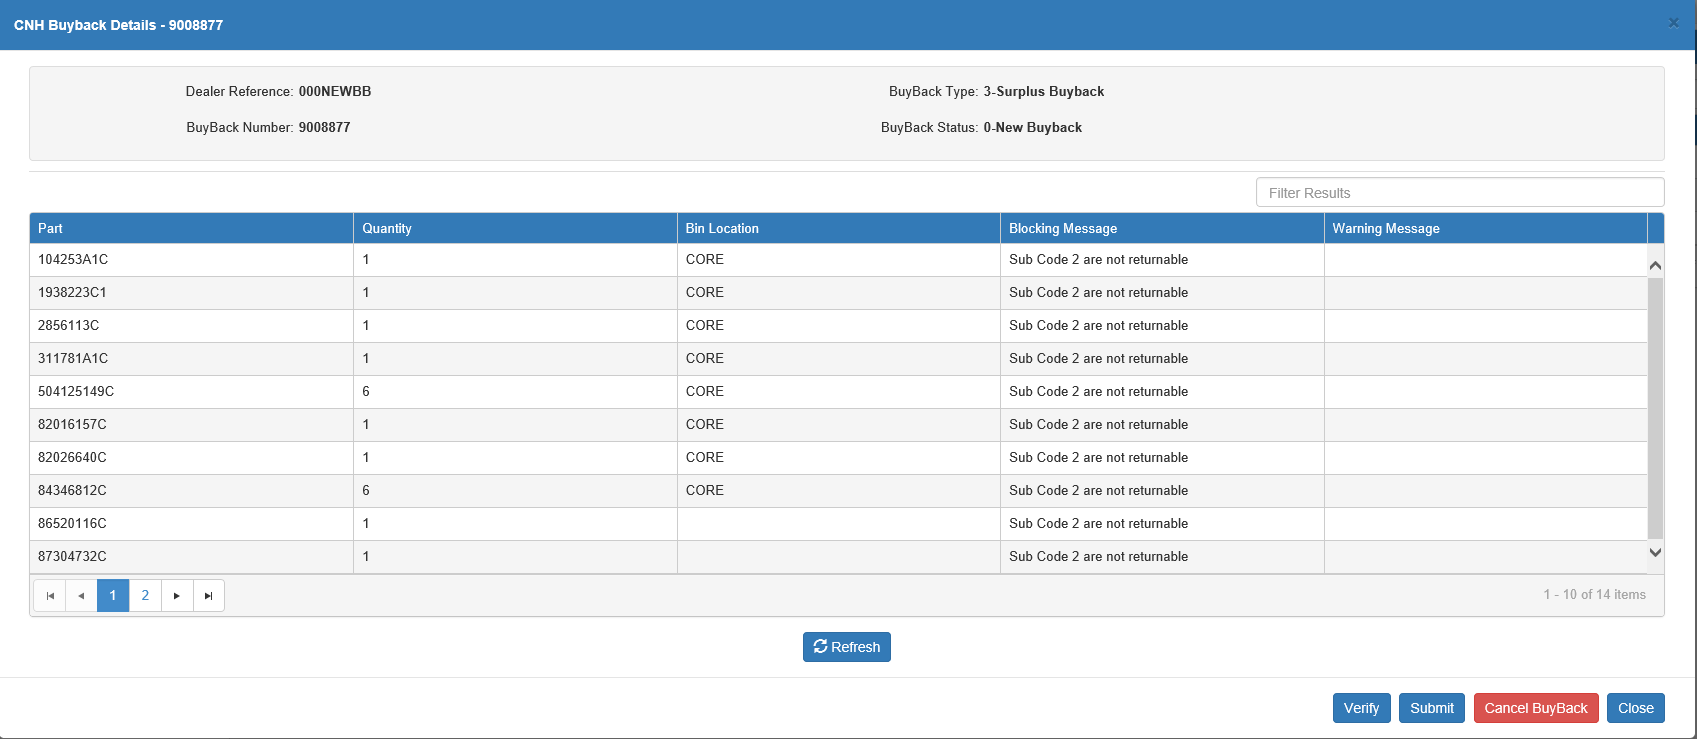 CNH Buyback Details - 9008877
×
Dealer Reference: 000NEWBB BuyBack Type: 3-Surplus Buyback
BuyBack Number: 9008877 BuyBack Status: 0-New Buyback
Filter Results
Part Quantity Bin Location Blocking Message Warning Message
104253A1C 1 CORE Sub Code 2 are not returnable
1938223C1 1 CORE Sub Code 2 are not returnable
2856113C 1 CORE Sub Code 2 are not returnable
311781A1C 1 CORE Sub Code 2 are not returnable
504125149C 6 CORE Sub Code 2 are not returnable
82016157C 1 CORE Sub Code 2 are not returnable
82026640C 1 CORE Sub Code 2 are not returnable
84346812C 6 CORE Sub Code 2 are not returnable
86520116C 1 Sub Code 2 are not returnable
87304732C 1 Sub Code 2 are not returnable
1 2 1 - 10 of 14 items
Refresh
Verify Submit Cancel BuyBack Close